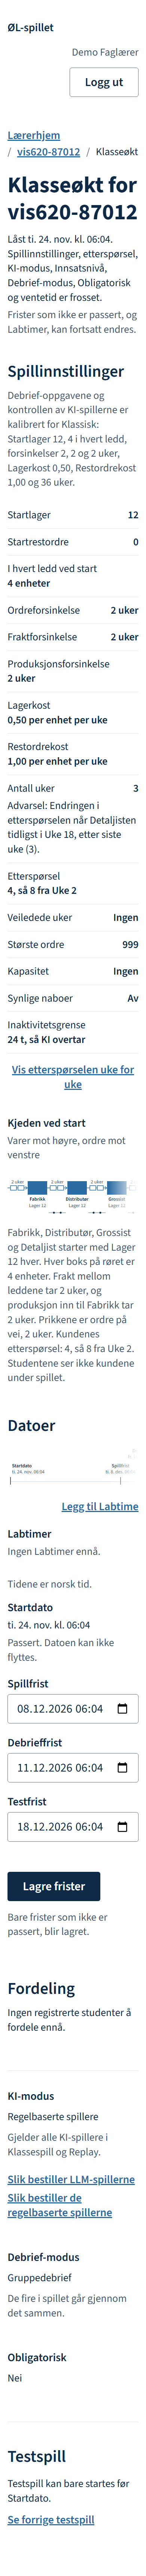 ØL-spillet
Demo Faglærer
Logg ut
Lærerhjem
/ vis620-87012 / Klasseøkt
Klasseøkt for
vis620-87012
Låst ti. 24. nov. kl. 06:04.
Spillinnstillinger, etterspørsel,
KI-modus, Innsatsnivå,
Debrief-modus, Obligatorisk
og ventetid er frosset.
Frister som ikke er passert, og
Labtimer, kan fortsatt endres.
Spillinnstillinger
Debrief-oppgavene og
kontrollen av KI-spillerne er
kalibrert for Klassisk:
Startlager 12, 4 i hvert ledd,
forsinkelser 2, 2 og 2 uker,
Lagerkost 0,50, Restordrekost
1,00 og 36 uker.
Startlager 12
Startrestordre 0
I hvert ledd ved start
4 enheter
Ordreforsinkelse 2 uker
Fraktforsinkelse 2 uker
Produksjonsforsinkelse
2 uker
Lagerkost
0,50 per enhet per uke
Restordrekost
1,00 per enhet per uke
Antall uker 3
Advarsel: Endringen i
etterspørselen når Detaljisten
tidligst i Uke 18, etter siste
uke (3).
Etterspørsel
4, så 8 fra Uke 2
Veiledede uker Ingen
Største ordre 999
Kapasitet Ingen
Synlige naboer Av
Inaktivitetsgrense
24 t, så KI overtar
Vis etterspørselen uke for
uke
Kjeden ved start
Varer mot høyre, ordre mot
venstre
2 uker 2 uker 2 uker
Fabrikk Distributør Grossist
Lager 12 Lager 12 Lager 12
Fabrikk, Distributør, Grossist
og Detaljist starter med Lager
12 hver. Hver boks på røret er
4 enheter. Frakt mellom
leddene tar 2 uker, og
produksjon inn til Fabrikk tar
2 uker. Prikkene er ordre på
vei, 2 uker. Kundenes
etterspørsel: 4, så 8 fra Uke 2.
Studentene ser ikke kundene
under spillet.
Datoer
Startdato Spillfrist
ti. 24. nov. 06:04
Legg til Labtime
Labtimer
Ingen Labtimer ennå.
Tidene er norsk tid.
Startdato
ti. 24. nov. kl. 06:04
Passert. Datoen kan ikke
flyttes.
Spillfrist
08.12.2026 06:04
Debrieffrist
11.12.2026 06:04
Testfrist
18.12.2026 06:04
Lagre frister
Bare frister som ikke er
passert, blir lagret.
Fordeling
Ingen registrerte studenter å
fordele ennå.
KI-modus
Regelbaserte spillere
Gjelder alle KI-spillere i
Klassespill og Replay.
Slik bestiller LLM-spillerne
Slik bestiller de
regelbaserte spillerne
Debrief-modus
Gruppedebrief
De fire i spillet går gjennom
det sammen.
Obligatorisk
Nei
Testspill
Testspill kan bare startes før
Startdato.
Se forrige testspill